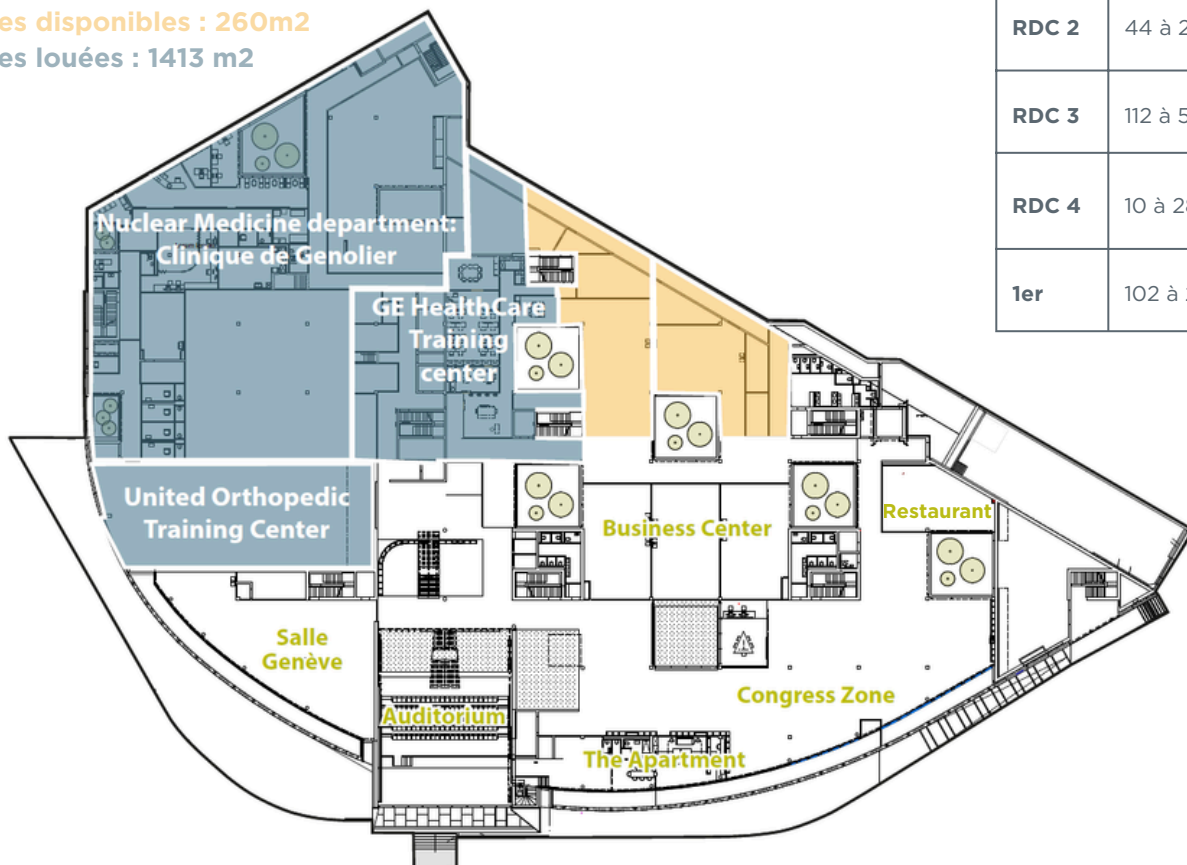 es disponibles : 260m2
es louées : 1413 m2
RDC 2
44 à 2
RDC 3
112 à 5
RDC 4
10 à 28
1er
102 à
Nuclear Medicine department:
Clinique de Genolier
GE HealthCare
Training
center
United Orthopedic
Training Center
Business Center
Restaurant
Salle
Genève
Auditorium
Congress Zone
The Apartment